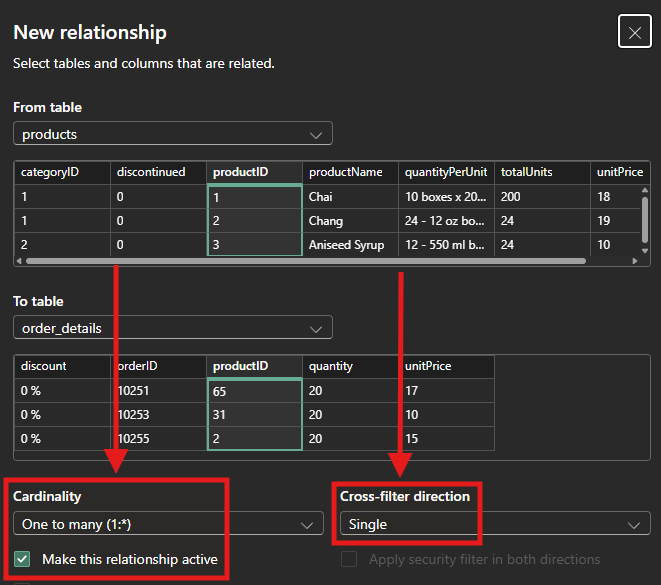 New relationship
Select tables and columns that are related.
From table
products
categoryID discontinued productID productName quantityPerUnit totalUnits unitPrice
1 0 1 Chai 10 boxes x 20... 200 18
1 0 2 Chang 24 - 12 oz bo... 24 19
2 0 3 Aniseed Syrup 12 - 550 ml b... 24 10
To table
order_details
discount orderID productID quantity unitPrice
0 % 10251 65 20 17
0 % 10253 31 20 10
0 % 10255 2 20 15
Cardinality Cross-filter direction
One to many (1:*) Single
Make this relationship active Apply security filter in both directions